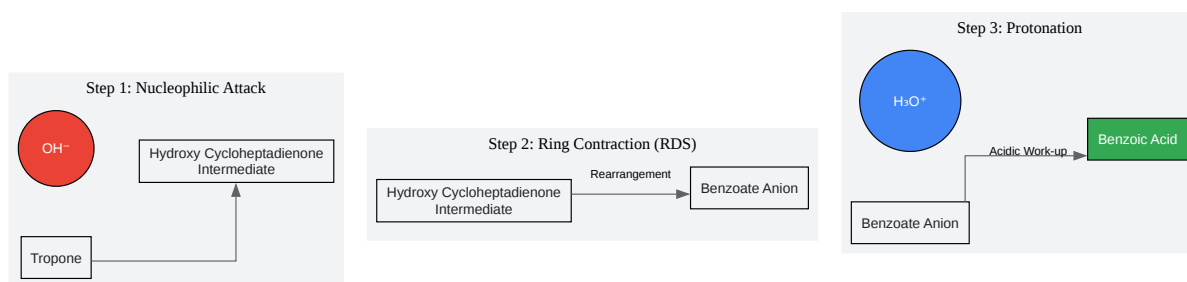 Step 1: Nucleophilic Attack
OH⁻
Hydroxy Cycloheptadienone
Intermediate
Tropone
Step 2: Ring Contraction (RDS)
Hydroxy Cycloheptadienone
Intermediate
Rearrangement
Benzoate Anion
Step 3: Protonation
H₃O⁺
Benzoic Acid
Acidic Work-up
Benzoate Anion